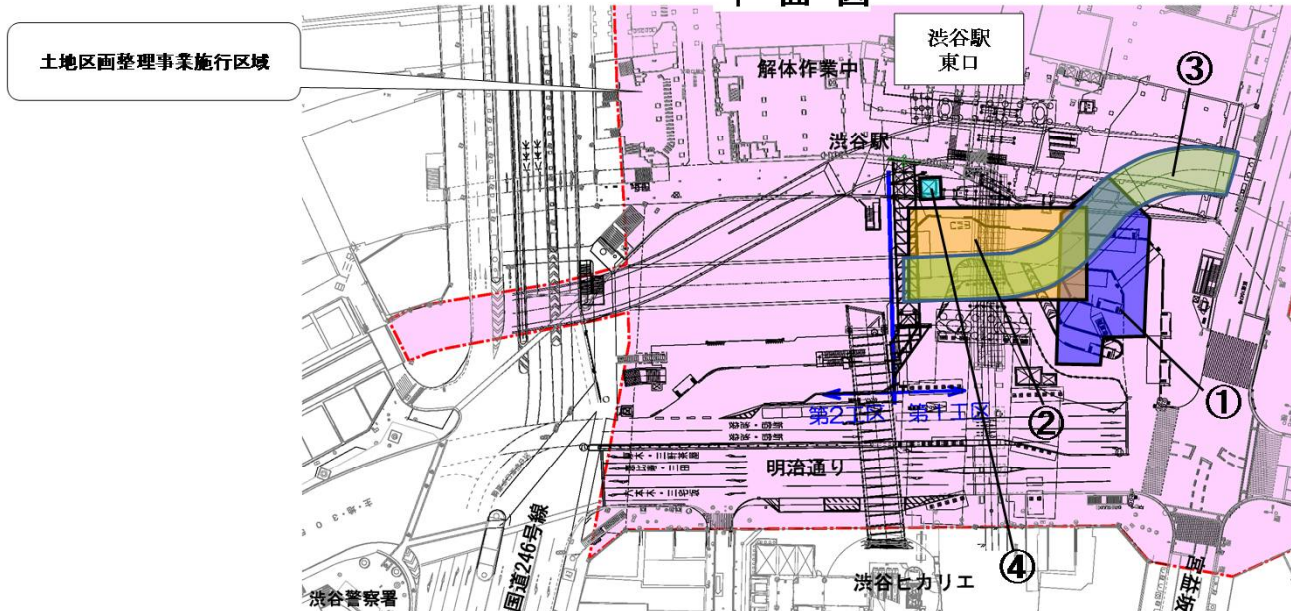 平面図
土地区画整理事業施行区域
解体作業中
渋谷駅
東口
③
渋谷駅
①
②
第2工区
第1工区
明治通り
国道246号線
④
渋谷ヒカリエ
渋谷警察署
宮益坂